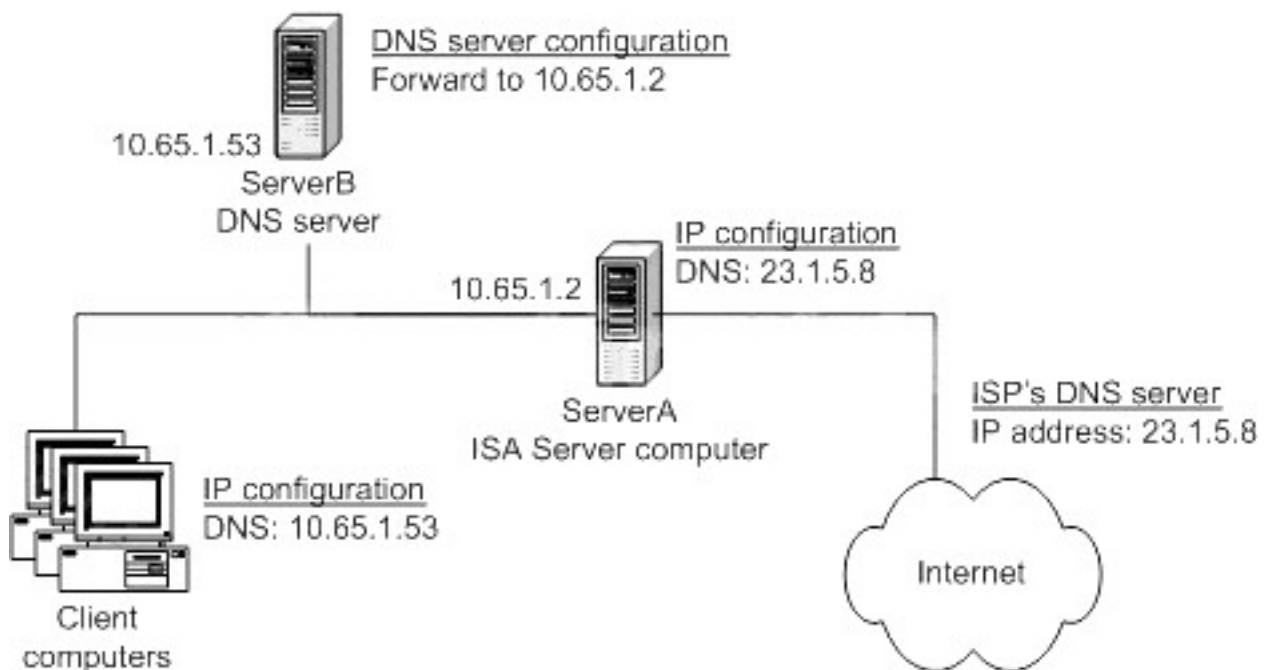 DNS server configuration
Forward to 10.65.1.2
10.65.1.53
ServerB
DNS server
IP configuration
DNS: 23.1.5.8
10.65.1.2
ServerA
ISA Server computer
ISP's DNS server
IP address: 23.1.5.8
IP configuration
DNS: 10.65.1.53
Internet
Client
computers